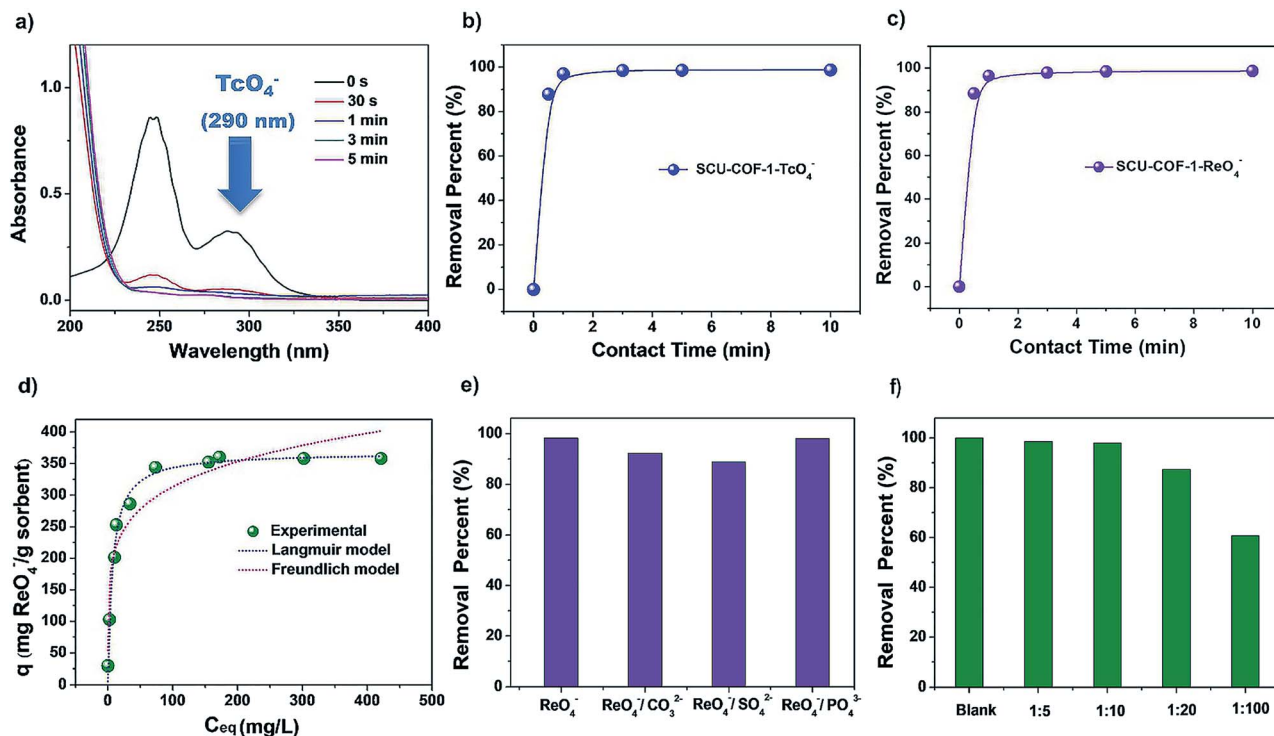 a)
TcO₄⁻
(290 nm)
0 s
30 s
1 min
3 min
5 min
1.0
0.5
0.0
Absorbance
200 250 300 350 400
Wavelength (nm)
b)
100
80
60
40
20
0
Removal Percent (%)
SCU-COF-1-TcO₄⁻
0 2 4 6 8 10
Contact Time (min)
c)
100
80
60
40
20
0
Removal Percent (%)
SCU-COF-1-ReO₄⁻
0 2 4 6 8 10
Contact Time (min)
d)
400
350
300
250
200
150
100
50
0
q (mg ReO₄⁻/g sorbent)
Experimental
Langmuir model
Freundlich model
0 100 200 300 400 500
Ceq (mg/L)
e)
100
80
60
40
20
0
Removal Percent (%)
ReO₄⁻ ReO₄⁻/CO₃²⁻ ReO₄⁻/SO₄²⁻ ReO₄⁻/PO₄³⁻
f)
100
80
60
40
20
0
Removal Percent (%)
Blank 1:5 1:10 1:20 1:100